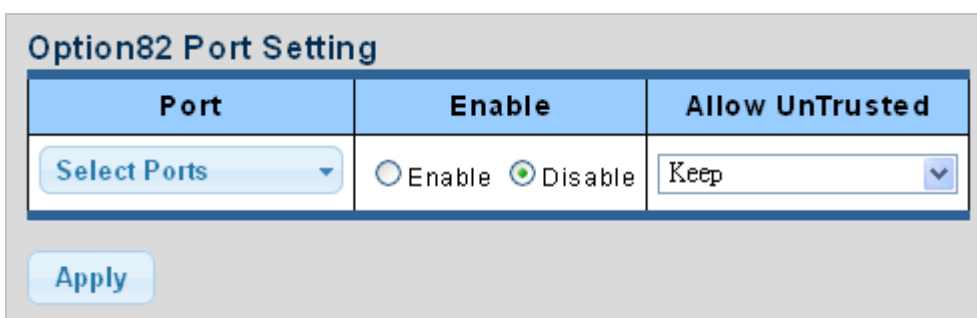 Option82 Port Setting
Port Enable Allow UnTrusted
Select Ports Enable Disable Keep
Apply